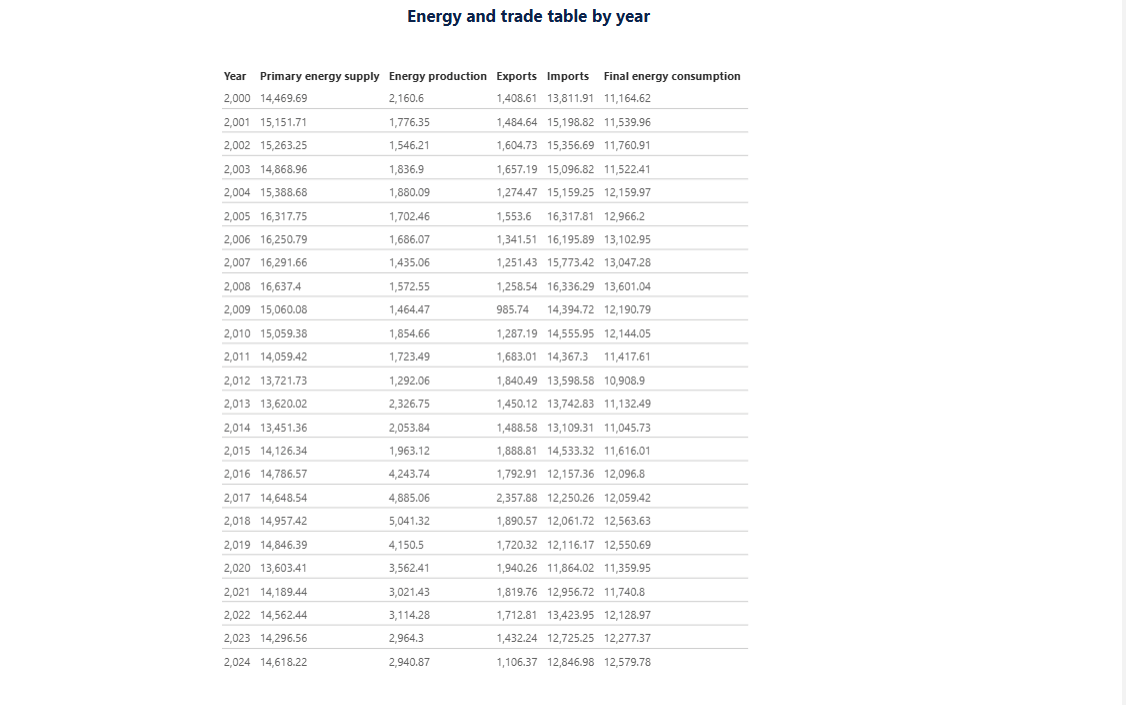 Energy and trade table by year
Year Primary energy supply Energy production Exports Imports Final energy consumption
2,000 14,469.69 2,160.6 1,408.61 13,811.91 11,164.62
2,001 15,151.71 1,776.35 1,484.64 15,198.82 11,539.96
2,002 15,263.25 1,546.21 1,604.73 15,356.69 11,760.91
2,003 14,868.96 1,836.9 1,657.19 15,096.82 11,522.41
2,004 15,388.68 1,880.09 1,274.47 15,159.25 12,159.97
2,005 16,317.75 1,702.46 1,553.6 16,317.81 12,966.2
2,006 16,250.79 1,686.07 1,341.51 16,195.89 13,102.95
2,007 16,291.66 1,435.06 1,251.43 15,773.42 13,047.28
2,008 16,637.4 1,572.55 1,258.54 16,336.29 13,601.04
2,009 15,060.08 1,464.47 985.74 14,394.72 12,190.79
2,010 15,059.38 1,854.66 1,287.19 14,555.95 12,144.05
2,011 14,059.42 1,723.49 1,683.01 14,367.3 11,417.61
2,012 13,721.73 1,292.06 1,840.49 13,598.58 10,908.9
2,013 13,620.02 2,326.75 1,450.12 13,742.83 11,132.49
2,014 13,451.36 2,053.84 1,488.58 13,109.31 11,045.73
2,015 14,126.34 1,963.12 1,888.81 14,533.32 11,616.01
2,016 14,786.57 4,243.74 1,792.91 12,157.36 12,096.8
2,017 14,648.54 4,885.06 2,357.88 12,250.26 12,059.42
2,018 14,957.42 5,041.32 1,890.57 12,061.72 12,563.63
2,019 14,846.39 4,150.5 1,720.32 12,116.17 12,550.69
2,020 13,603.41 3,562.41 1,940.26 11,864.02 11,359.95
2,021 14,189.44 3,021.43 1,819.76 12,956.72 11,740.8
2,022 14,562.44 3,114.28 1,712.81 13,423.95 12,128.97
2,023 14,296.56 2,964.3 1,432.24 12,725.25 12,277.37
2,024 14,618.22 2,940.87 1,106.37 12,846.98 12,579.78